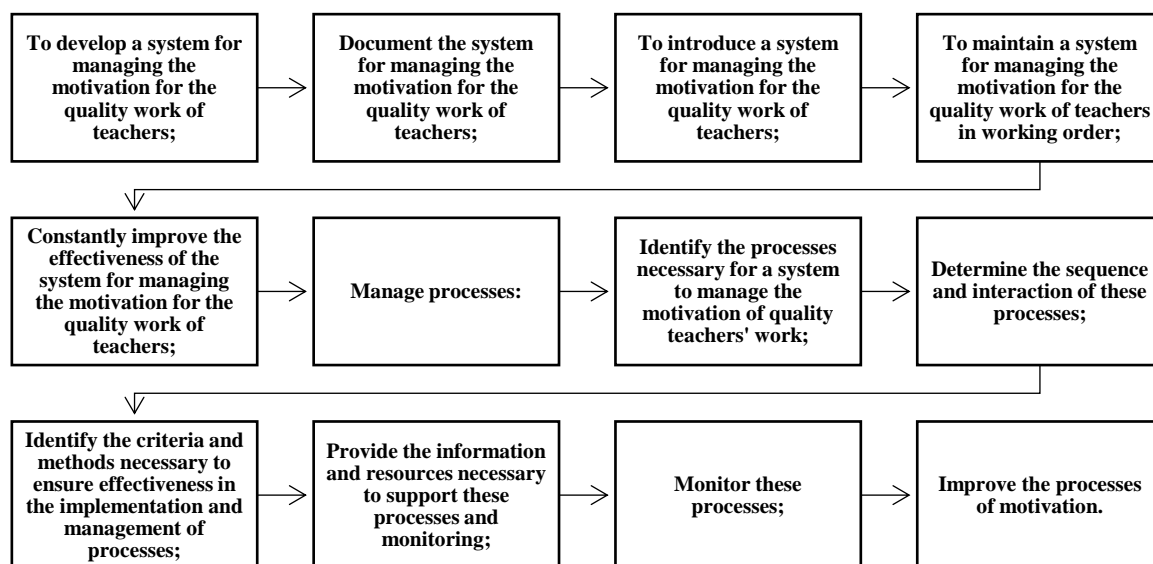 To develop a system for
managing the
motivation for the
quality work of
teachers;
Document the system
for managing the
motivation for the
quality work of
teachers;
To introduce a system
for managing the
motivation for the
quality work of
teachers;
To maintain a system
for managing the
motivation for the
quality work of teachers
in working order;
Constantly improve the
effectiveness of the
system for managing
the motivation for the
quality work of
teachers;
Manage processes:
Identify the processes
necessary for a system
to manage the
motivation of quality
teachers' work;
Determine the sequence
and interaction of these
processes;
Identify the criteria and
methods necessary to
ensure effectiveness in
the implementation and
management of
processes;
Provide the information
and resources necessary
to support these
processes and
monitoring;
Monitor these
processes;
Improve the processes
of motivation.